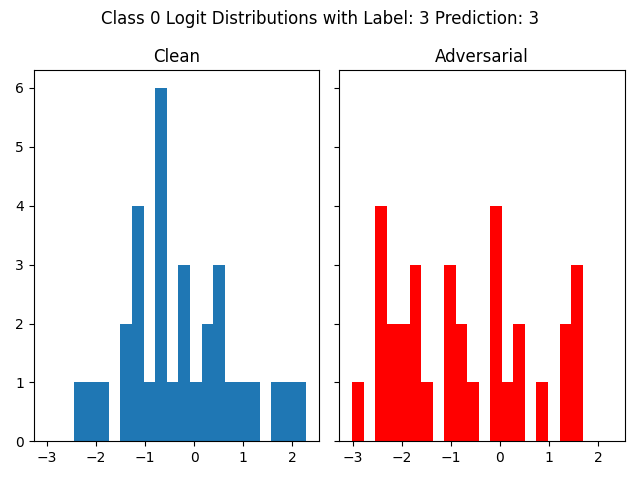 Class 0 Logit Distributions with Label: 3 Prediction: 3
Clean
Adversarial
6
5
4
3
2
1
0
−3 −2 −1 0 1 2
−3 −2 −1 0 1 2